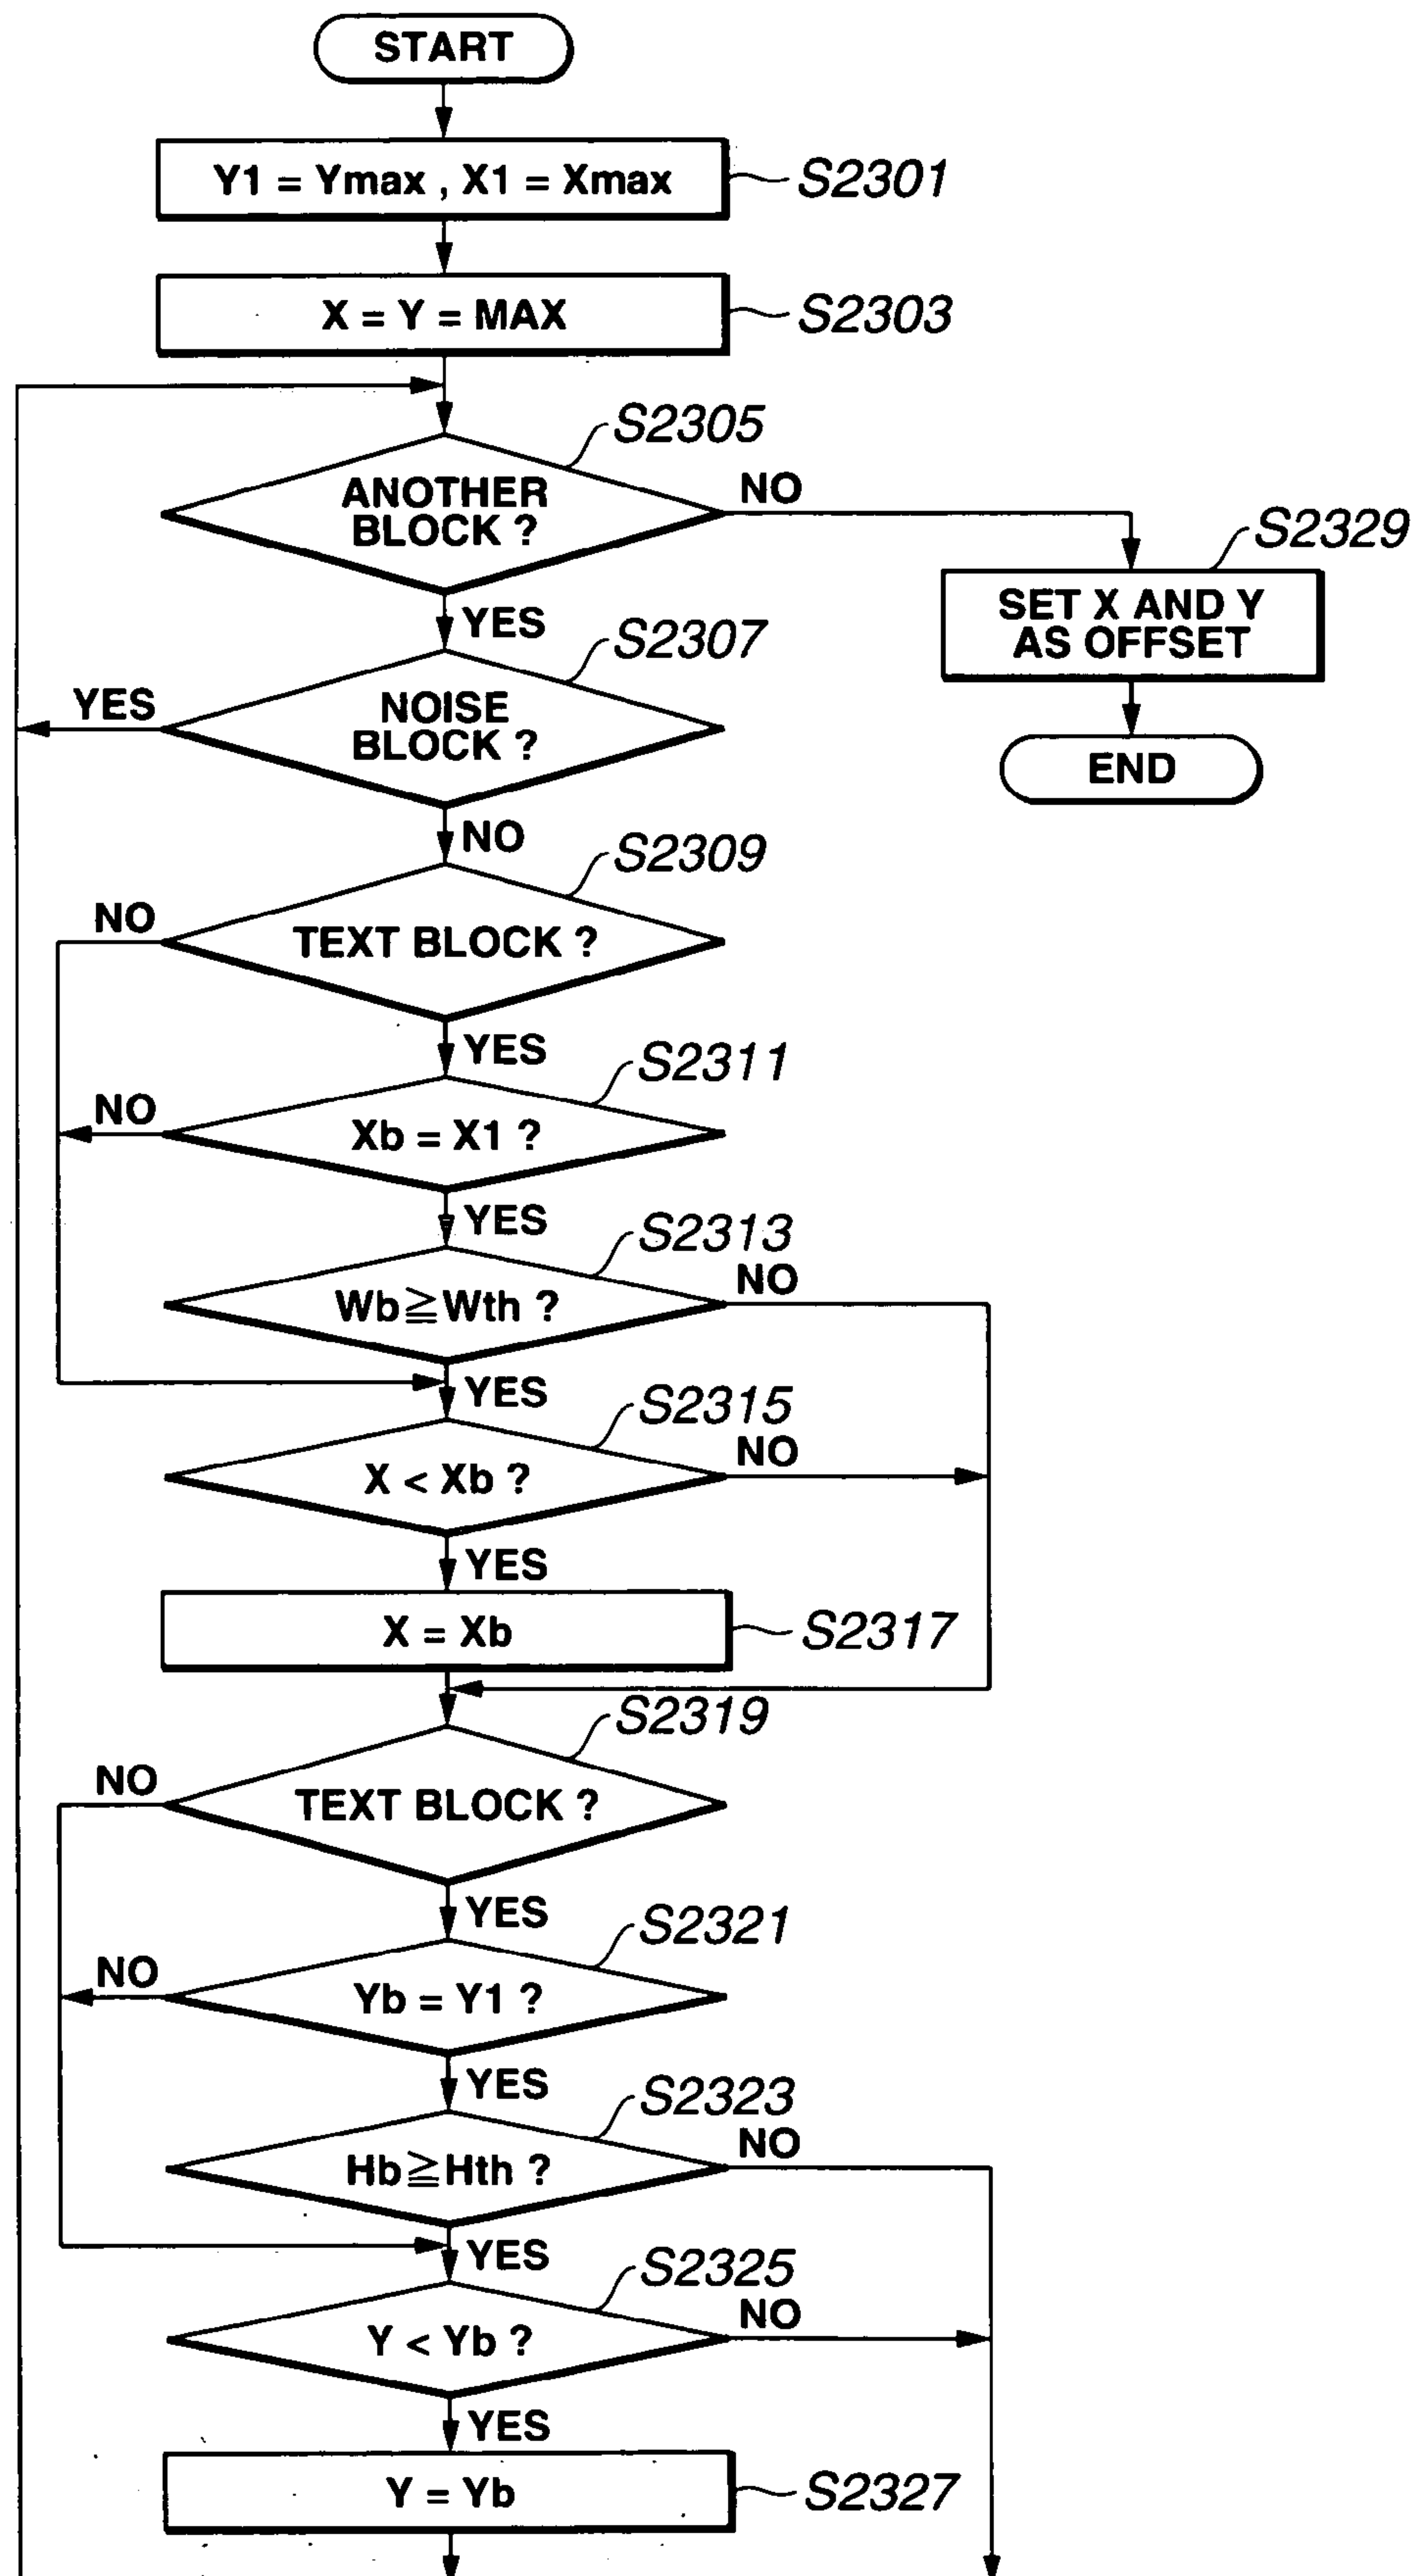 START
Y1 = Ymax , X1 = Xmax
S2301
X = Y = MAX
S2303
S2305
ANOTHER
BLOCK ?
NO
S2329
SET X AND Y
AS OFFSET
END
YES
S2307
YES
NOISE
BLOCK ?
NO
S2309
NO
TEXT BLOCK ?
YES
S2311
NO
Xb = X1 ?
YES
S2313
NO
Wb≧Wth ?
YES
S2315
NO
X < Xb ?
YES
X = Xb
S2317
S2319
NO
TEXT BLOCK ?
YES
S2321
NO
Yb = Y1 ?
YES
S2323
NO
Hb≧Hth ?
YES
S2325
NO
Y < Yb ?
YES
Y = Yb
S2327